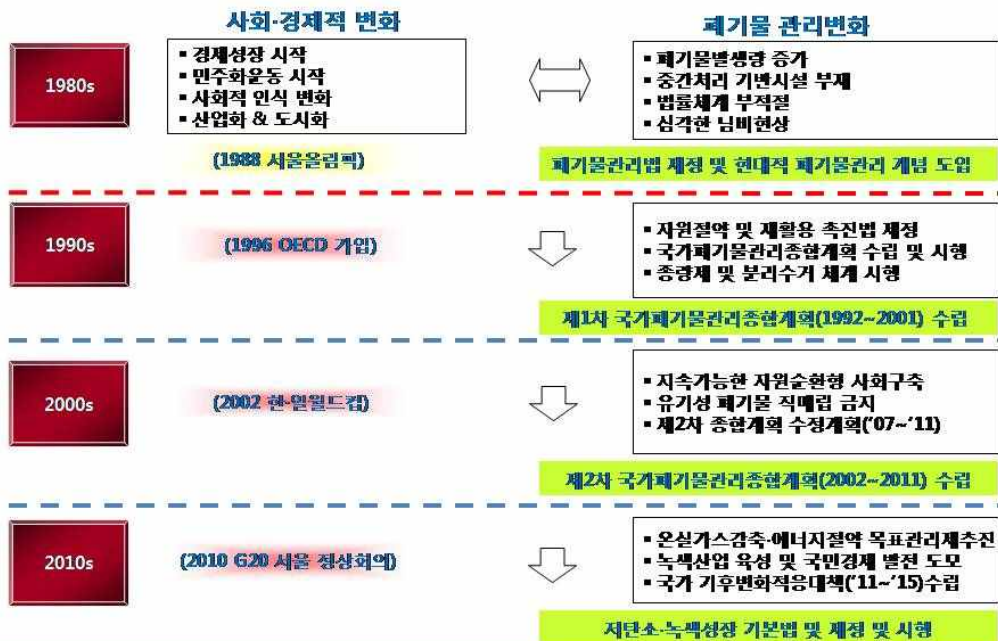 사회·경제적 변화
폐기물 관리변화
1980s
▪ 경제성장 시작
▪ 민주화운동 시작
▪ 사회적 인식 변화
▪ 산업화 & 도시화
▪ 폐기물발생량 증가
▪ 중간처리 기반시설 부재
▪ 법률체계 부적절
▪ 심각한 님비현상
(1988 서울올림픽)
폐기물관리법 제정 및 현대적 폐기물관리 개념 도입
1990s
(1996 OECD 가입)
▪ 자원절약 및 재활용 촉진법 제정
▪ 국가폐기물관리종합계획 수립 및 시행
▪ 종량제 및 분리수거 체계 시행
제1차 국가폐기물관리종합계획(1992~2001) 수립
2000s
(2002 한·일월드컵)
▪ 지속가능한 자원순환형 사회구축
▪ 유기성 폐기물 직매립 금지
▪ 제2차 종합계획 수정계획('07~'11)
제2차 국가폐기물관리종합계획(2002~2011) 수립
2010s
(2010 G20 서울 정상회의)
▪ 온실가스감축·에너지절약 목표관리제추진
▪ 녹색산업 육성 및 국민경제 발전 도모
▪ 국가 기후변화적응대책('11~'15)수립
저탄소·녹색성장 기본법 및 제정 및 시행